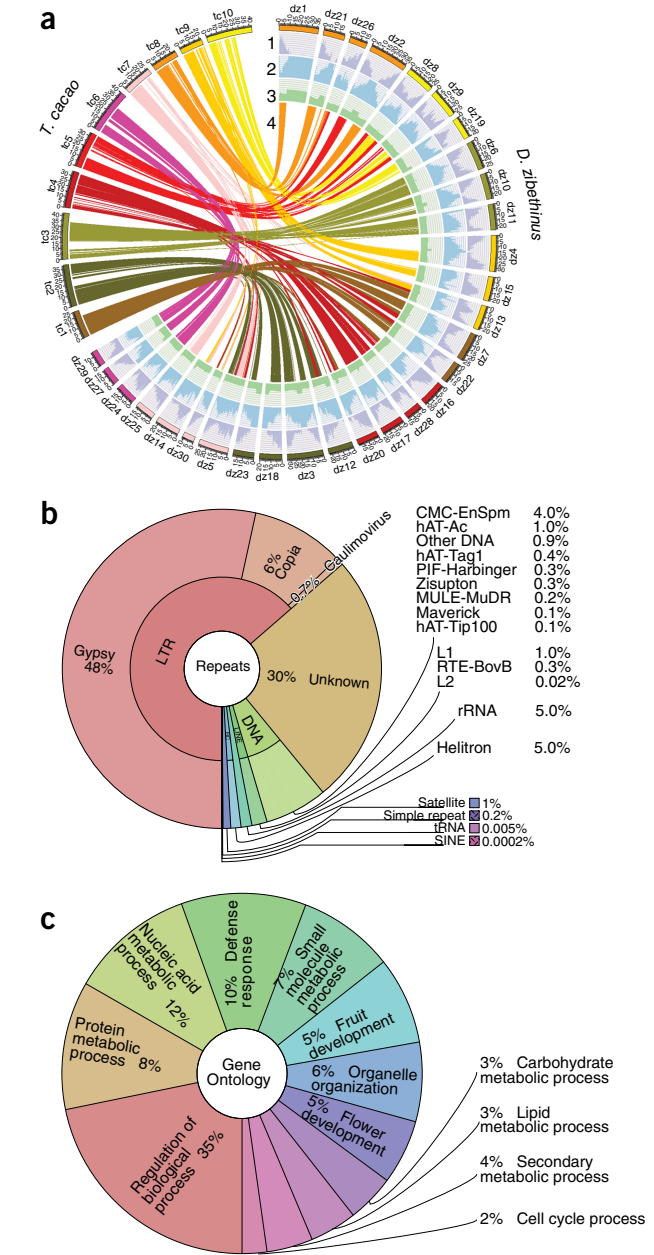 a
tc10
tc9
tc8
tc7
tc6
tc5
tc4
tc3
tc2
tc1
T. cacao
dz1
dz21
dz26
dz2
dz8
dz9
dz19
dz6
dz10
dz11
dz4
dz15
dz13
dz7
dz22
dz16
dz28
dz17
dz20
dz12
dz3
dz18
dz23
dz5
dz30
dz14
dz25
dz24
dz27
dz29
D. zibethinus
1
2
3
4
b
Repeats
LTR
Gypsy
48%
6%
Copia
0.7% Caulimovirus
30% Unknown
DNA
CMC-EnSpm 4.0%
hAT-Ac 1.0%
Other DNA 0.9%
hAT-Tag1 0.4%
PIF-Harbinger 0.3%
Zisupton 0.3%
MULE-MuDR 0.2%
Maverick 0.1%
hAT-Tip100 0.1%
L1 1.0%
RTE-BovB 0.3%
L2 0.02%
rRNA 5.0%
Helitron 5.0%
Satellite 1%
Simple repeat 0.2%
tRNA 0.005%
SINE 0.0002%
c
Gene
Ontology
Nucleic acid
metabolic
process
12%
10% Defense
response
7% Small
molecule
metabolic
process
5% Fruit
development
6% Organelle
organization
5% Flower
development
Protein
metabolic
process 8%
Regulation of
biological
process
35%
3% Carbohydrate
metabolic process
3% Lipid
metabolic process
4% Secondary
metabolic process
2% Cell cycle process